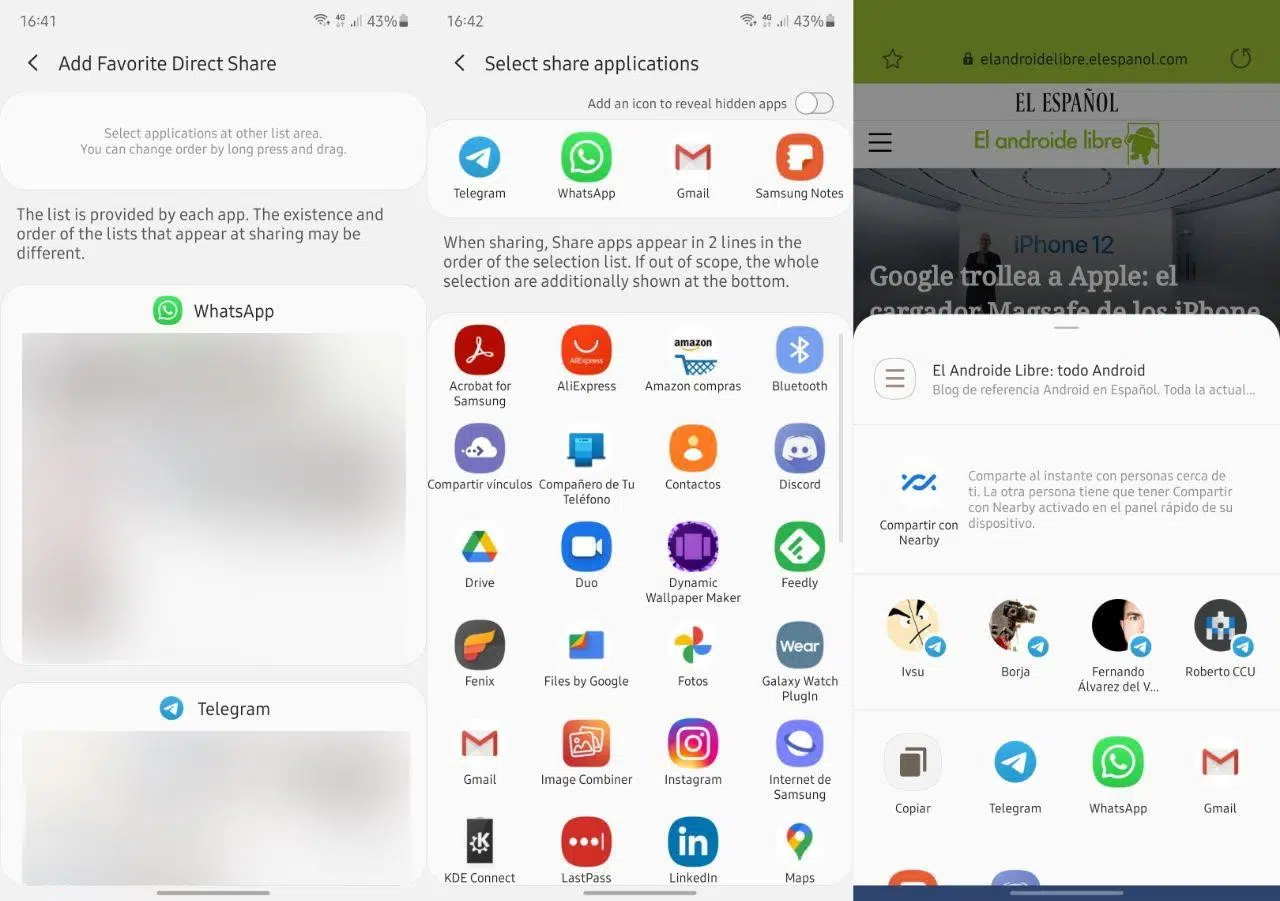 16:41
4G
43%
Add Favorite Direct Share
Select applications at other list area.
You can change order by long press and drag.
The list is provided by each app. The existence and
order of the lists that appear at sharing may be
different.
WhatsApp
Telegram
16:42
4G
43%
Select share applications
Add an icon to reveal hidden apps
Telegram
WhatsApp
Gmail
Samsung Notes
When sharing, Share apps appear in 2 lines in the
order of the selection list. If out of scope, the whole
selection are additionally shown at the bottom.
AliExpress
amazon
Acrobat for
Samsung
AliExpress
Amazon compras
Bluetooth
Compartir vínculos
Compañero de Tu
Teléfono
Contactos
Discord
Drive
Duo
Dynamic
Wallpaper Maker
Feedly
Wear
Fenix
Files by Google
Fotos
Galaxy Watch
PlugIn
Gmail
Image Combiner
Instagram
Internet de
Samsung
K
in
KDE Connect
LastPass
LinkedIn
Maps
elandroidelibre.elespanol.com
EL ESPAÑOL
El androide libre
iPhone 12
Google trollea a Apple: el
cargador Magsafe de los iPhone
El Androide Libre: todo Android
Blog de referencia Android en Español. Toda la actual...
Compartir con
Nearby
Comparte al instante con personas cerca de
ti. La otra persona tiene que tener Compartir
con Nearby activado en el panel rápido de su
dispositivo.
Ivsu
Borja
Fernando
Álvarez del V...
Roberto CCU
Copiar
Telegram
WhatsApp
Gmail